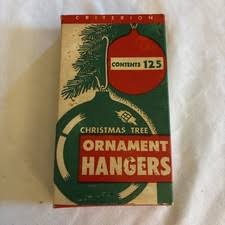 CRITERION
CONTENTS 125
CHRISTMAS TREE
ORNAMENT
HANGERS